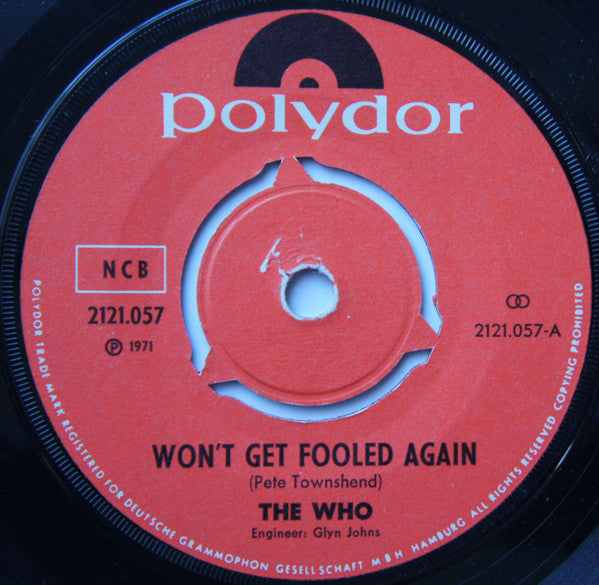 polydor
NCB
2121.057
℗ 1971
2121.057-A
WON'T GET FOOLED AGAIN
(Pete Townshend)
THE WHO
Engineer: Glyn Johns
POLYDOR TRADE MARK REGISTERED FOR DEUTSCHE GRAMMOPHON GESELLSCHAFT MBH HAMBURG ALL RIGHTS RESERVED COPYING PROHIBITED